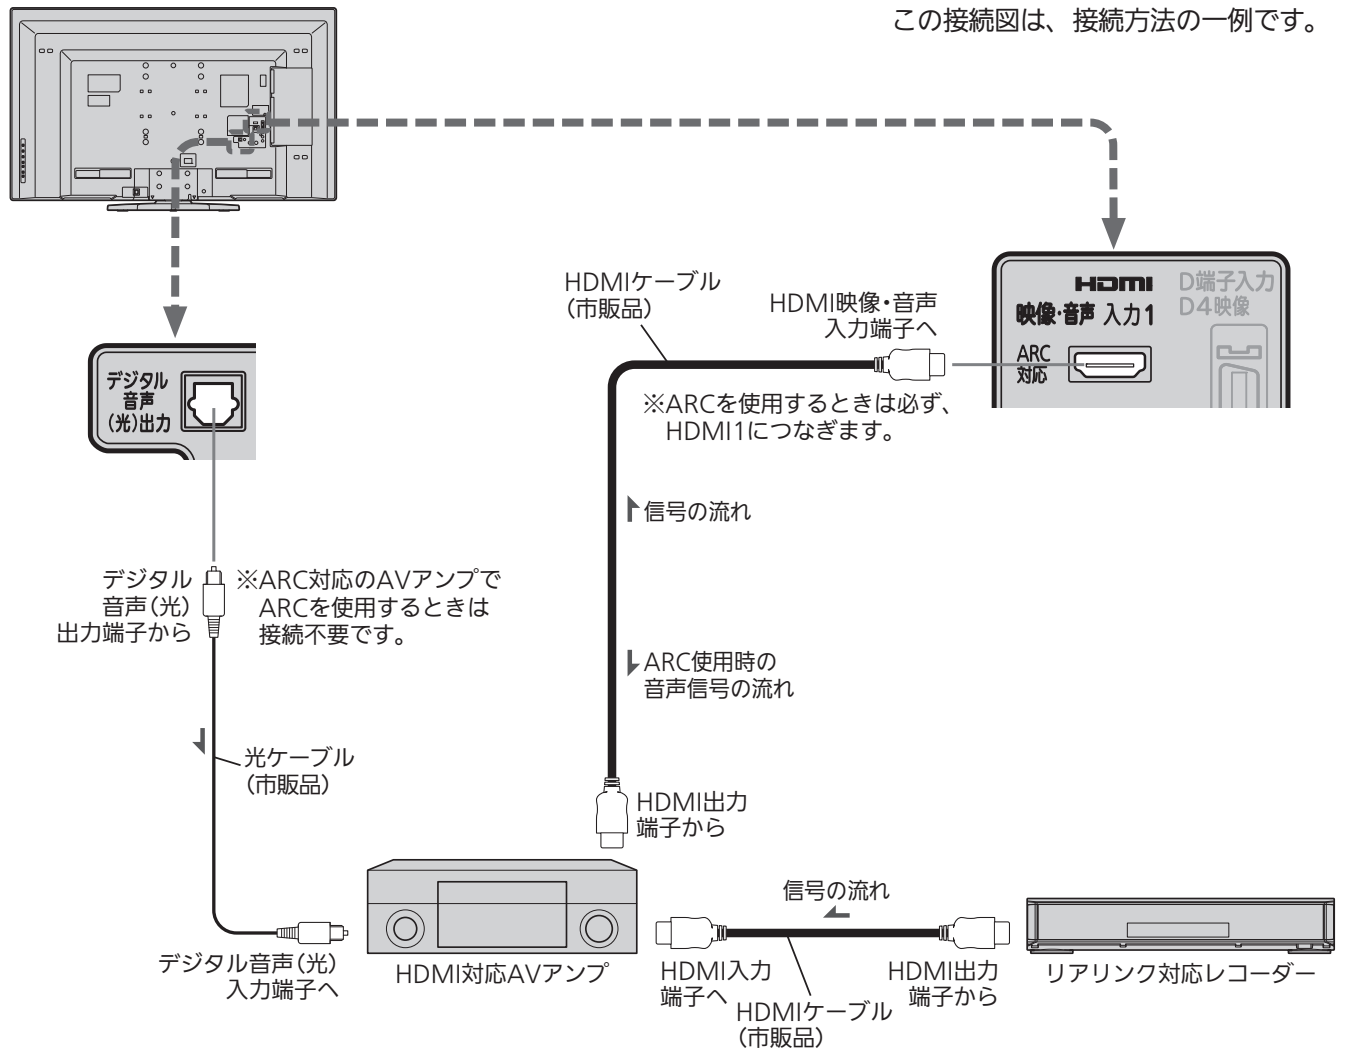 この接続図は、接続方法の一例です。
HDMIケーブル
(市販品)
HDMI映像・音声
入力端子へ
HDMI
映像・音声 入力1
D端子入力
D4映像
ARC
対応
デジタル
音声
(光)出力
※ARCを使用するときは必ず、
HDMI1につなぎます。
信号の流れ
デジタル
音声(光)
出力端子から
※ARC対応のAVアンプで
ARCを使用するときは
接続不要です。
ARC使用時の
音声信号の流れ
光ケーブル
(市販品)
HDMI出力
端子から
信号の流れ
デジタル音声(光)
入力端子へ
HDMI対応AVアンプ
HDMI入力
端子へ
HDMIケーブル
(市販品)
HDMI出力
端子から
リアリンク対応レコーダー